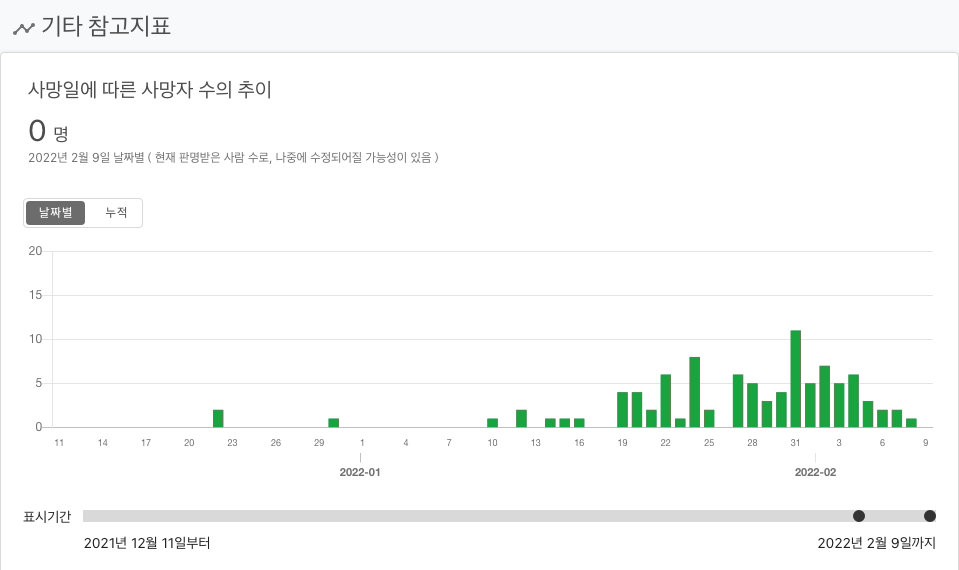 기타 참고지표
사망일에 따른 사망자 수의 추이
0 명
2022년 2월 9일 날짜별 ( 현재 판명받은 사람 수로, 나중에 수정되어질 가능성이 있음 )
날짜별 누적
20
15
10
5
0
11 14 17 20 23 26 29 1 4 7 10 13 16 19 22 25 28 31 3 6 9
2022-01 2022-02
표시기간
2021년 12월 11일부터 2022년 2월 9일까지